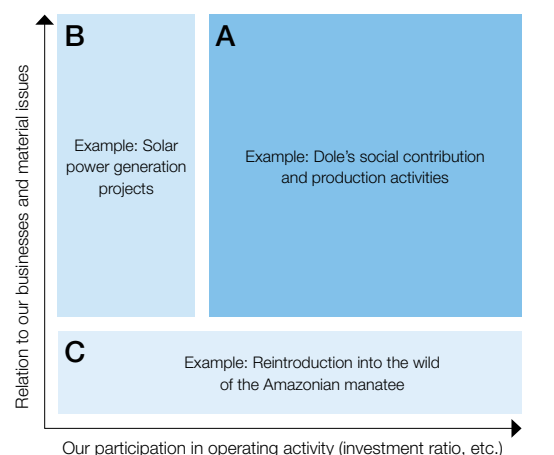 Relation to our businesses and material issues
B
Example: Solar
power generation
projects
A
Example: Dole's social contribution
and production activities
C
Example: Reintroduction into the wild
of the Amazonian manatee
Our participation in operating activity (investment ratio, etc.)